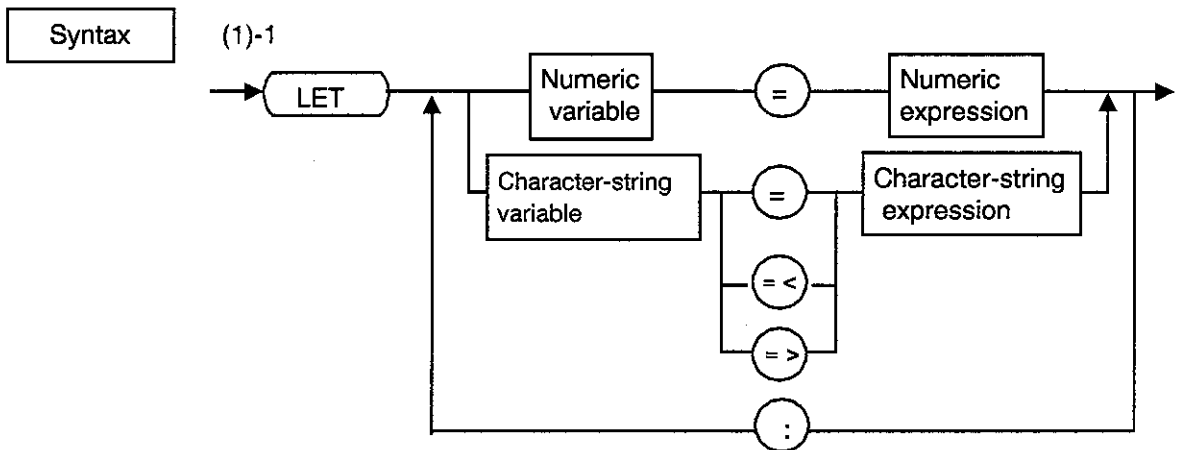 Syntax
(1)-1
LET
Numeric
variable
=
Numeric
expression
Character-string
variable
=
Character-string
expression
= <
= >
: